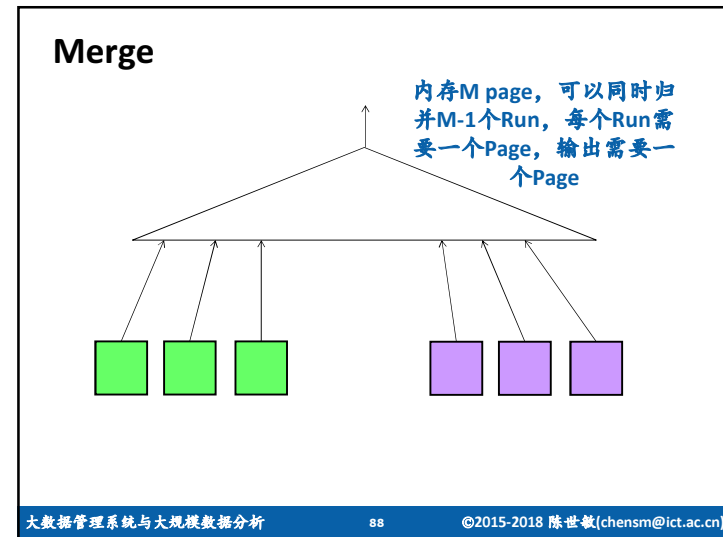 Merge
内存M page，可以同时归
并M-1个Run，每个Run需
要一个Page，输出需要一
个Page
大数据管理系统与大规模数据分析 88 ©2015-2018 陈世敏(chensm@ict.ac.cn)